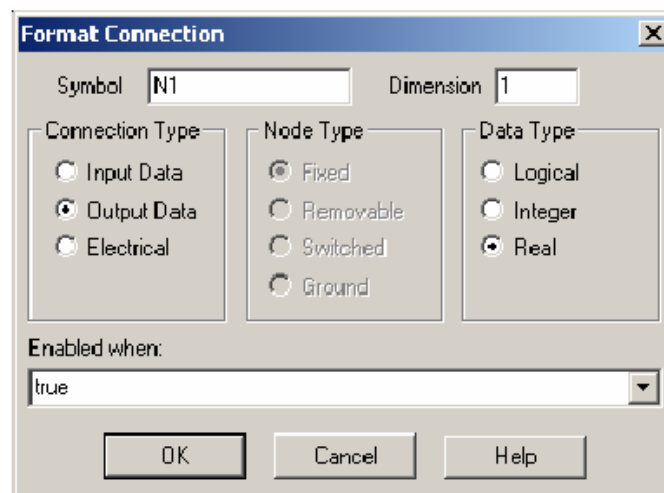 Format Connection
Symbol N1 Dimension 1
Connection Type
Input Data
Output Data
Electrical
Node Type
Fixed
Removable
Switched
Ground
Data Type
Logical
Integer
Real
Enabled when:
true
OK Cancel Help